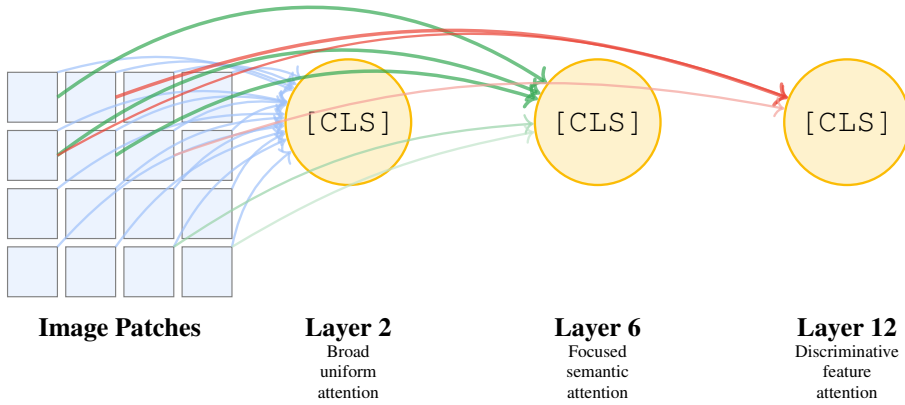 [CLS]
[CLS]
[CLS]
Image Patches
Layer 2
Broad
uniform
attention
Layer 6
Focused
semantic
attention
Layer 12
Discriminative
feature
attention